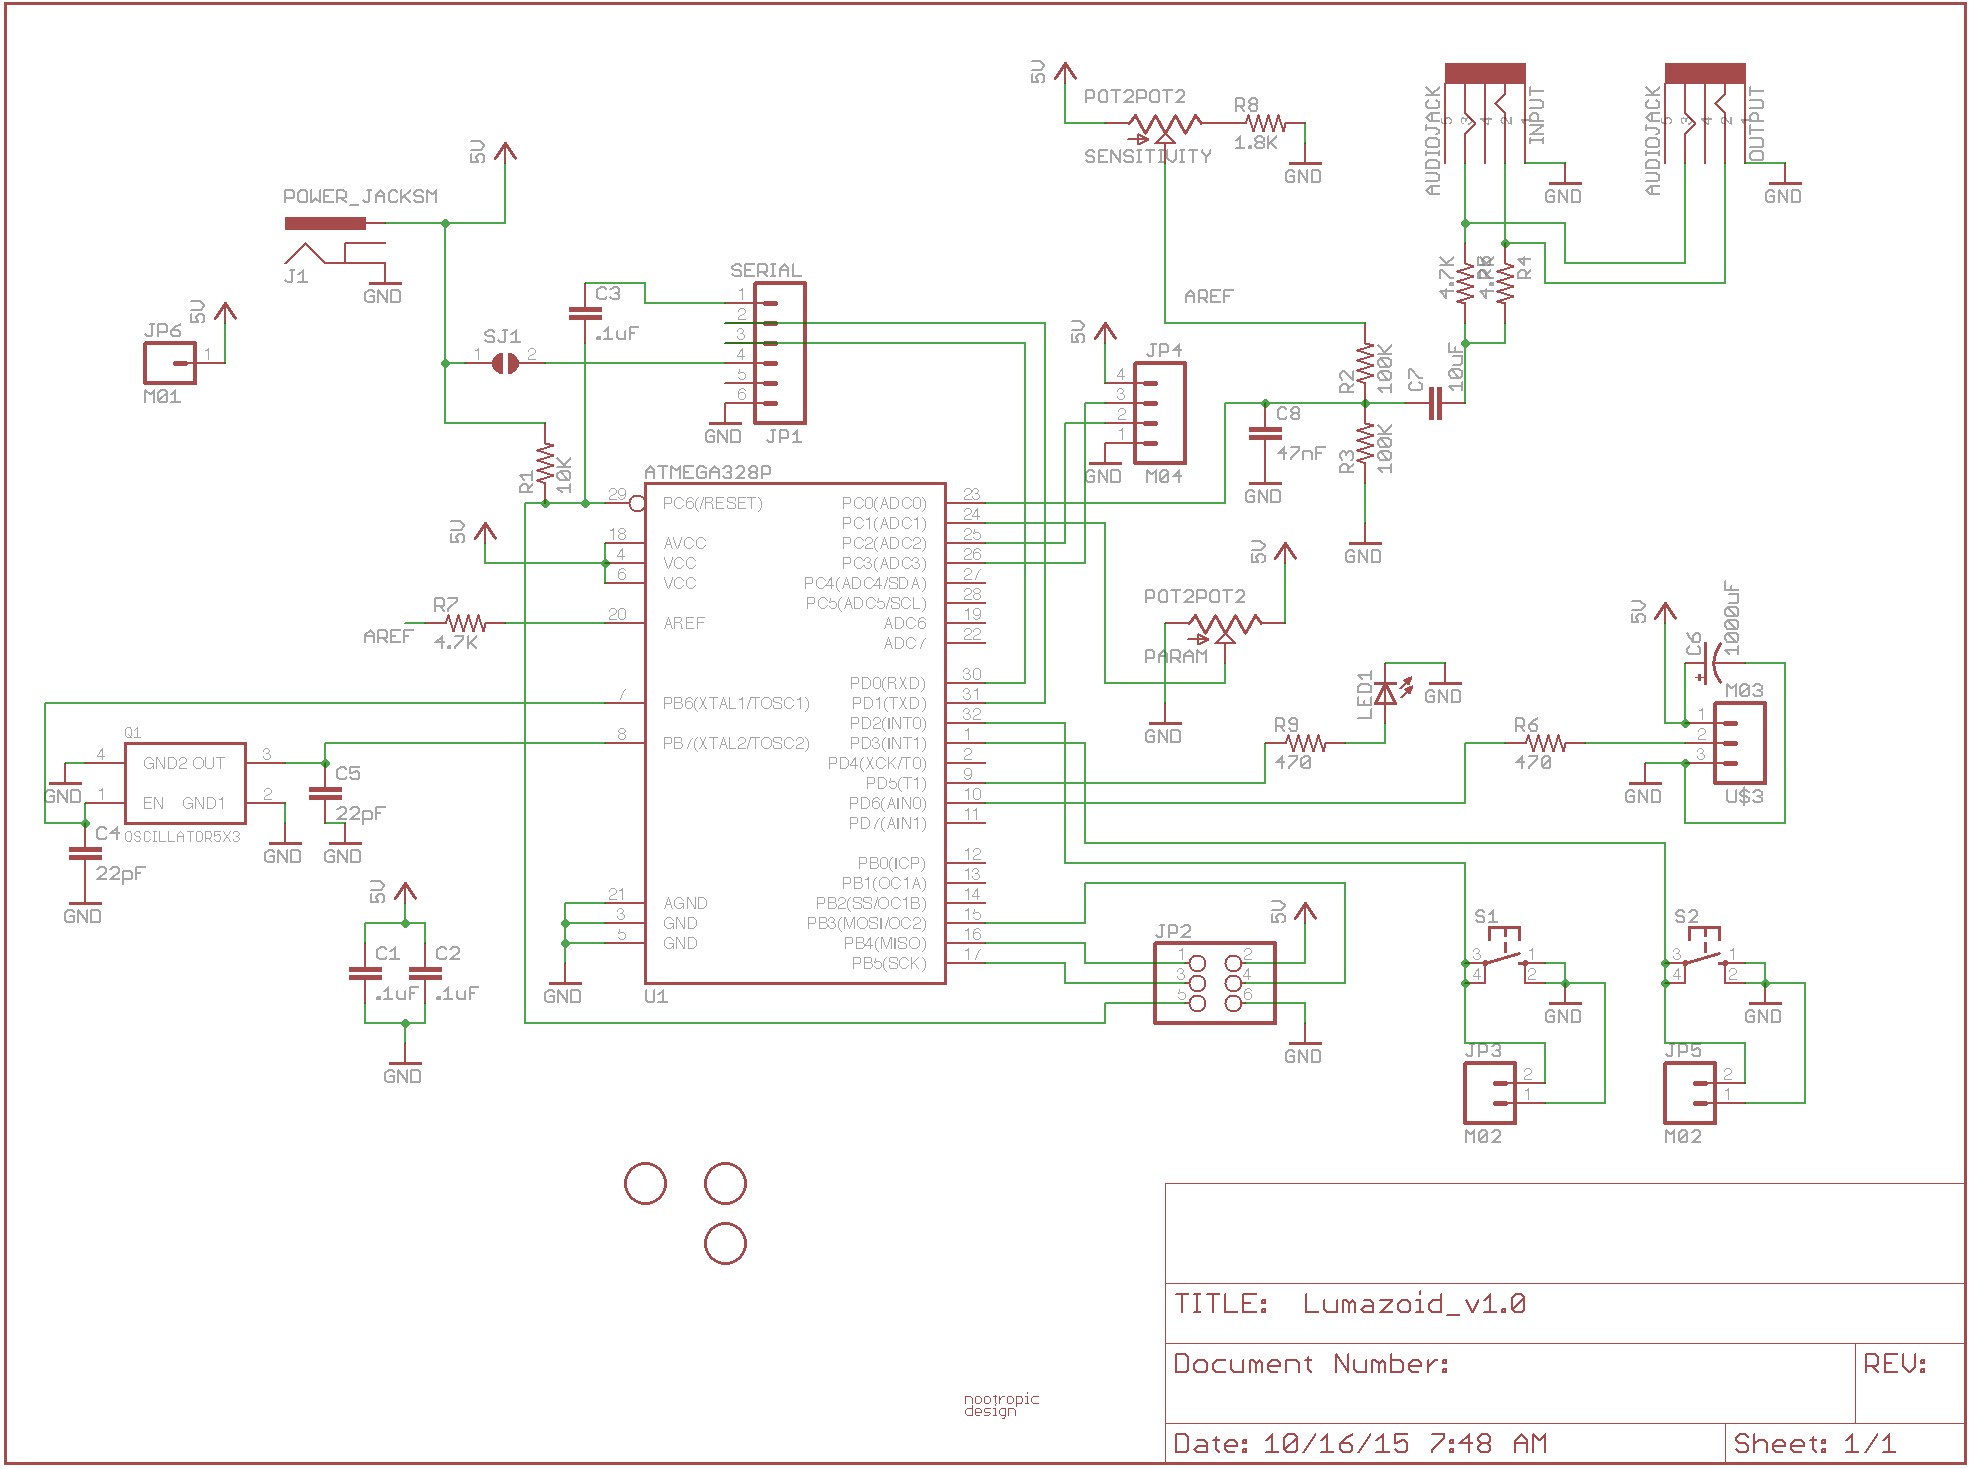 5V
POT2POT2
R8
1.8K
SENSITIVITY
GND
AUDIOJACK
5
3
4
2
1
INPUT
GND
AUDIOJACK
5
3
4
2
1
OUTPUT
GND
5V
POWER_JACKSM
J1
GND
JP6
5V
1
M01
SJ1
1
2
C3
.1uF
SERIAL
1
2
3
4
5
6
GND
JP1
R1
10K
AREF
5V
JP4
4
3
2
1
GND
M04
R2
100K
C7
10uF
4.7K
R5
4.7K
R4
C8
47nF
GND
R3
100K
GND
ATMEGA328P
29
PC6(/RESET)
18
AVCC
4
VCC
6
VCC
20
AREF
7
PB6(XTAL1/TOSC1)
8
PB7(XTAL2/TOSC2)
21
AGND
3
GND
5
GND
PC0(ADC0)
23
PC1(ADC1)
24
PC2(ADC2)
25
PC3(ADC3)
26
PC4(ADC4/SDA)
27
PC5(ADC5/SCL)
28
ADC6
19
ADC7
22
PD0(RXD)
30
PD1(TXD)
31
PD2(INT0)
32
PD3(INT1)
1
PD4(XCK/T0)
2
PD5(T1)
9
PD6(AIN0)
10
PD7(AIN1)
11
PB0(ICP)
12
PB1(OC1A)
13
PB2(SS/OC1B)
14
PB3(MOSI/OC2)
15
PB4(MISO)
16
PB5(SCK)
17
U1
GND
5V
R7
AREF
4.7K
Q1
4
GND2
OUT
3
1
EN
GND1
2
OSCILLATOR5X3
GND
C4
22pF
GND
GND
C5
22pF
GND
5V
C1
.1uF
C2
.1uF
GND
POT2POT2
5V
PARAM
GND
LED1
GND
R9
470
R6
470
5V
C6
1000uF
+
M03
1
2
3
GND
U$3
JP2
5V
1
2
3
4
5
6
GND
S1
3
4
1
2
GND
JP3
2
1
M02
S2
3
4
1
2
GND
JP5
2
1
M02
nootropic
design
TITLE: Lumazoid_v1.0
Document Number:
REV:
Date: 10/16/15 7:48 AM
Sheet: 1/1